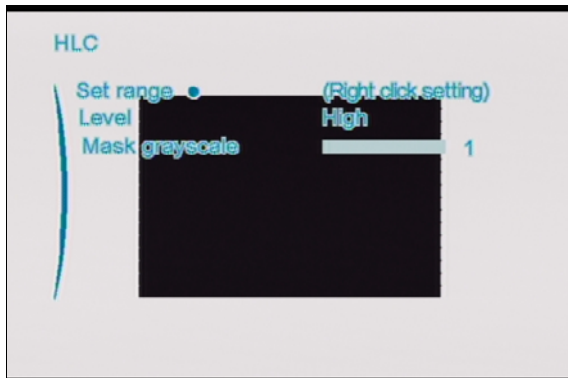 HLC
Set range (Right click setting)
Level High
Mask grayscale 1